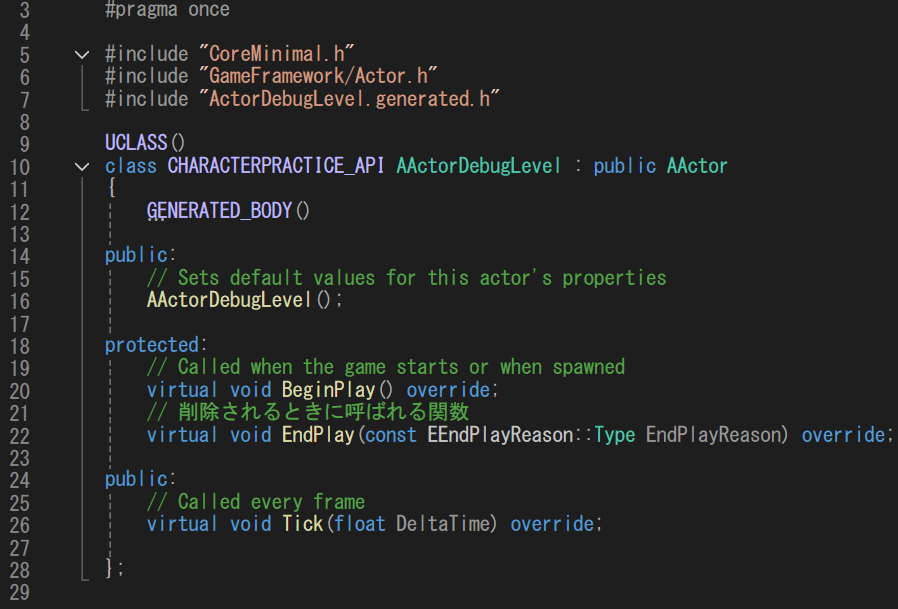 3 #pragma once
4
5 #include "CoreMinimal.h"
6 #include "GameFramework/Actor.h"
7 #include "ActorDebugLevel.generated.h"
8
9 UCLASS()
10 class CHARACTERPRACTICE_API AActorDebugLevel : public AActor
11 {
12 GENERATED_BODY()
13
14 public:
15 // Sets default values for this actor's properties
16 AActorDebugLevel();
17
18 protected:
19 // Called when the game starts or when spawned
20 virtual void BeginPlay() override;
21 // 削除されるときに呼ばれる関数
22 virtual void EndPlay(const EEndPlayReason::Type EndPlayReason) override;
23
24 public:
25 // Called every frame
26 virtual void Tick(float DeltaTime) override;
27
28 };
29